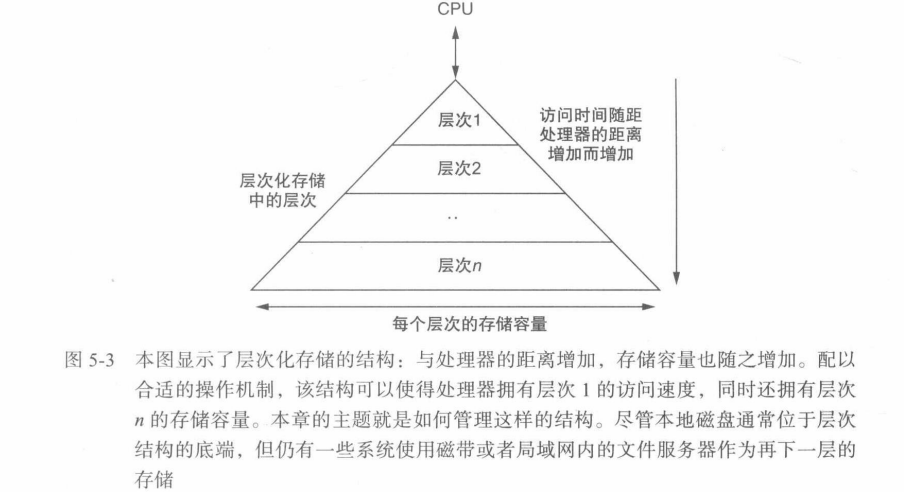 CPU
层次1
访问时间随距
处理器的距离
增加而增加
层次2
层次化存储
中的层次
..
层次n
每个层次的存储容量
图 5-3 本图显示了层次化存储的结构：与处理器的距离增加，存储容量也随之增加。配以
合适的操作机制，该结构可以使得处理器拥有层次 1 的访问速度，同时还拥有层次
n 的存储容量。本章的主题就是如何管理这样的结构。尽管本地磁盘通常位于层次
结构的底端，但仍有一些系统使用磁带或者局域网内的文件服务器作为再下一层的
存储